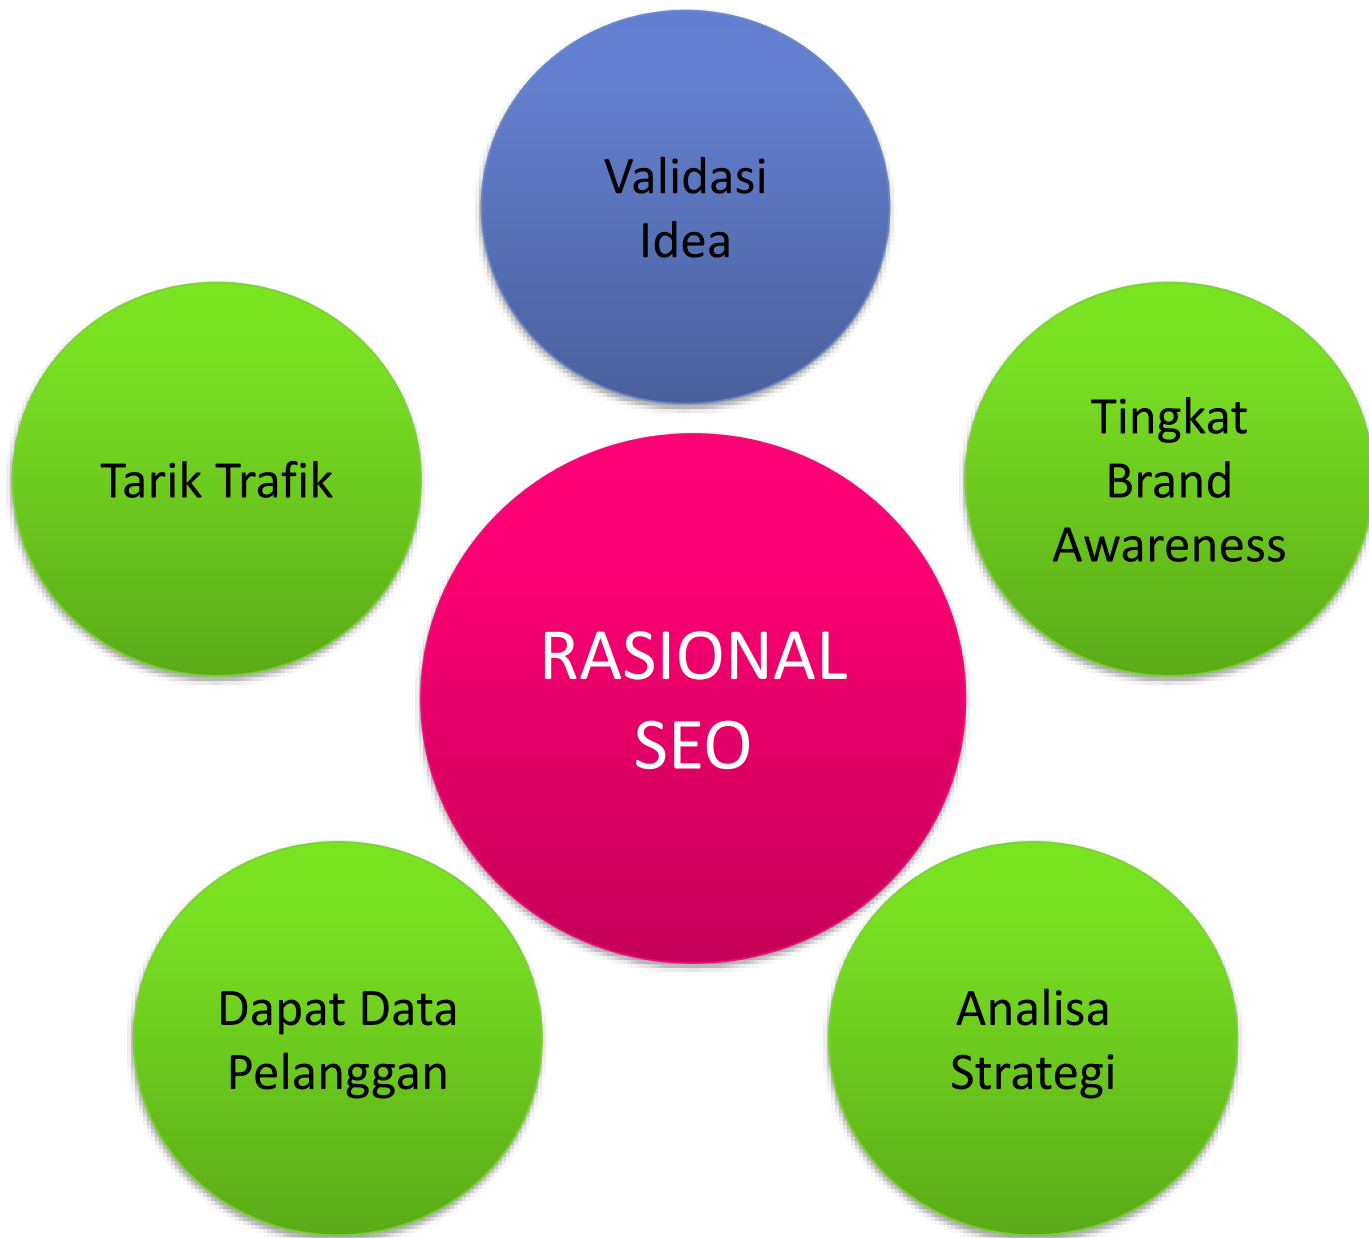 Validasi
Idea
Tarik Trafik
Tingkat
Brand
Awareness
RASIONAL
SEO
Dapat Data
Pelanggan
Analisa
Strategi